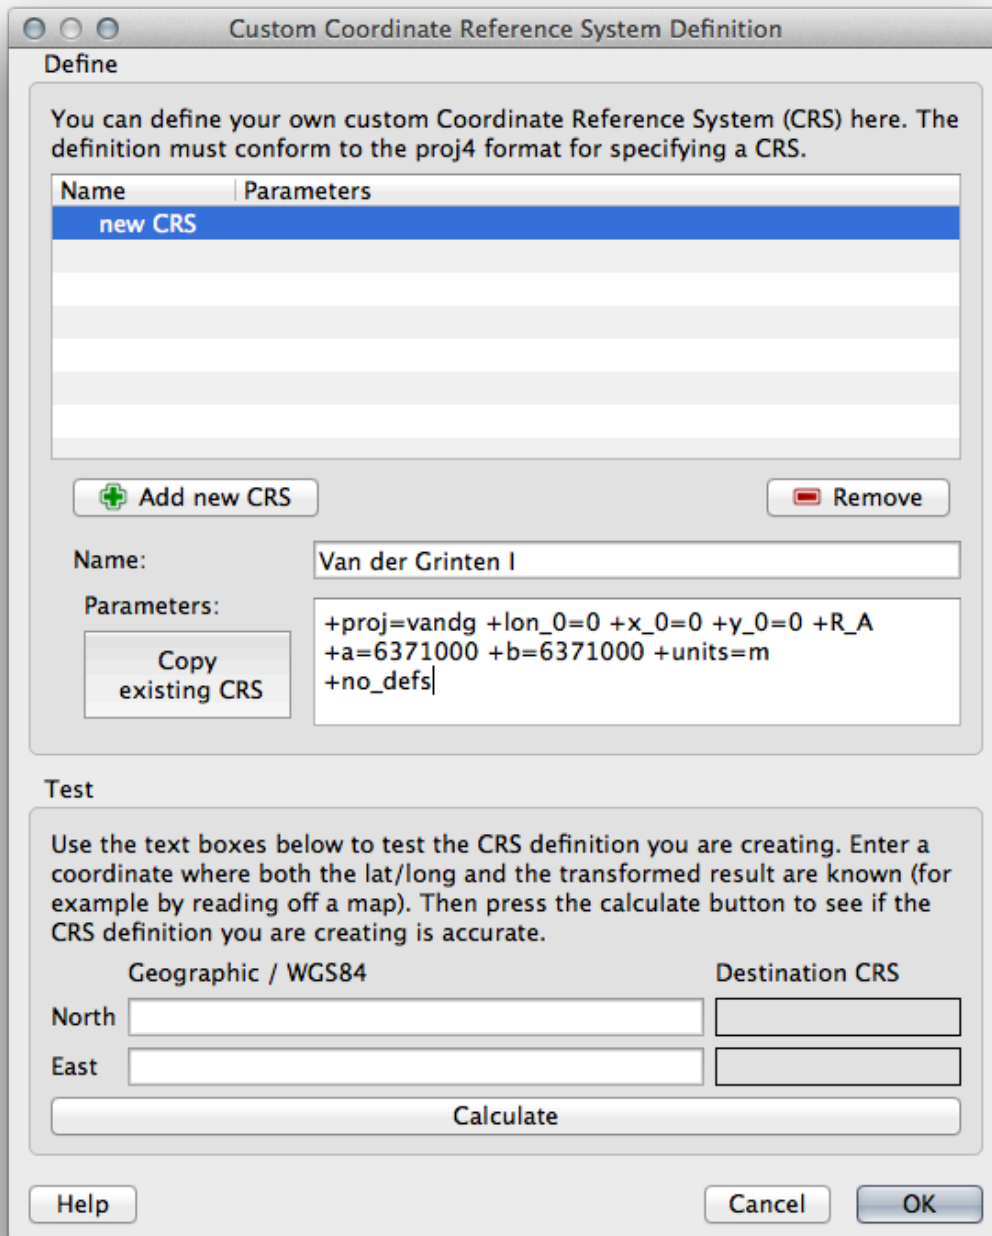 Custom Coordinate Reference System Definition
Define
You can define your own custom Coordinate Reference System (CRS) here. The
definition must conform to the proj4 format for specifying a CRS.
Name Parameters
new CRS
Add new CRS Remove
Name: Van der Grinten I
Parameters:
+proj=vandg +lon_0=0 +x_0=0 +y_0=0 +R_A
+a=6371000 +b=6371000 +units=m
+no_defs
Copy
existing CRS
Test
Use the text boxes below to test the CRS definition you are creating. Enter a
coordinate where both the lat/long and the transformed result are known (for
example by reading off a map). Then press the calculate button to see if the
CRS definition you are creating is accurate.
Geographic / WGS84 Destination CRS
North
East
Calculate
Help Cancel OK